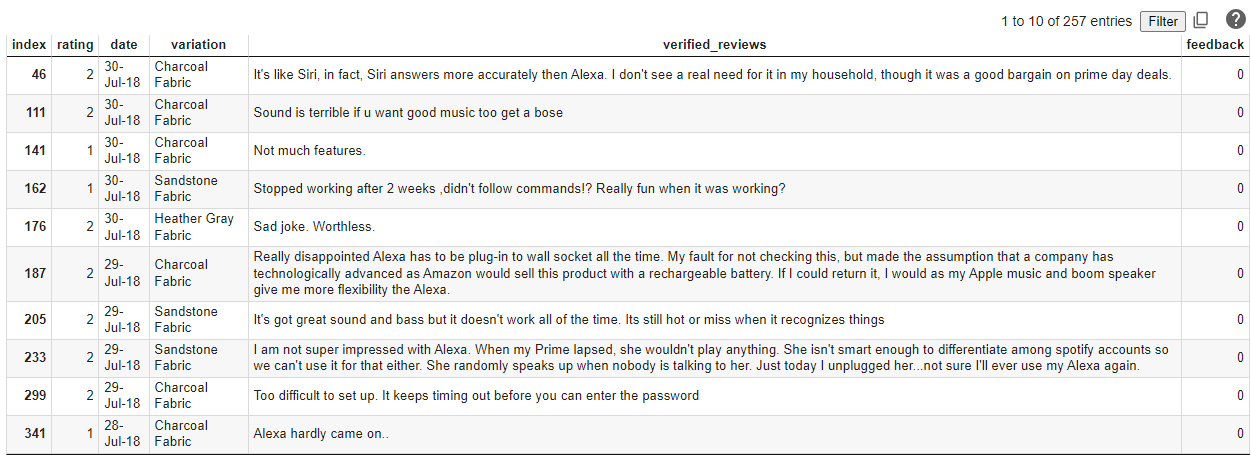 1 to 10 of 257 entries Filter
index rating date variation verified_reviews feedback
46 2 30-Jul-18 Charcoal Fabric It's like Siri, in fact, Siri answers more accurately then Alexa. I don't see a real need for it in my household, though it was a good bargain on prime day deals. 0
111 2 30-Jul-18 Charcoal Fabric Sound is terrible if u want good music too get a bose 0
141 1 30-Jul-18 Charcoal Fabric Not much features. 0
162 1 30-Jul-18 Sandstone Fabric Stopped working after 2 weeks ,didn't follow commands!? Really fun when it was working? 0
176 2 30-Jul-18 Heather Gray Fabric Sad joke. Worthless. 0
187 2 29-Jul-18 Charcoal Fabric Really disappointed Alexa has to be plug-in to wall socket all the time. My fault for not checking this, but made the assumption that a company has
technologically advanced as Amazon would sell this product with a rechargeable battery. If I could return it, I would as my Apple music and boom speaker
give me more flexibility the Alexa. 0
205 2 29-Jul-18 Sandstone Fabric It's got great sound and bass but it doesn't work all of the time. Its still hot or miss when it recognizes things 0
233 2 29-Jul-18 Sandstone Fabric I am not super impressed with Alexa. When my Prime lapsed, she wouldn't play anything. She isn't smart enough to differentiate among spotify accounts so
we can't use it for that either. She randomly speaks up when nobody is talking to her. Just today I unplugged her...not sure I'll ever use my Alexa again. 0
299 2 29-Jul-18 Charcoal Fabric Too difficult to set up. It keeps timing out before you can enter the password 0
341 1 28-Jul-18 Charcoal Fabric Alexa hardly came on.. 0